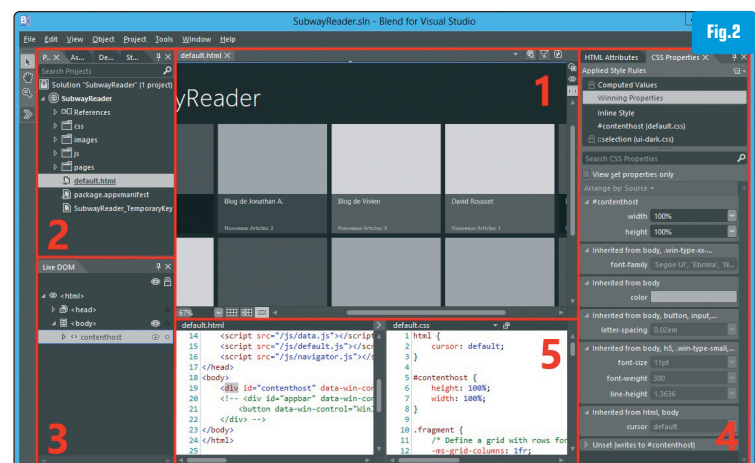 SubwayReader.sln - Blend for Visual Studio
Fig.2
File Edit View Object Project Tools Window Help
P... As... De... St...
Search Projects
Solution 'SubwayReader' (1 project)
SubwayReader
References
css
images
js
pages
default.html
package.appxmanifest
SubwayReader_TemporaryKey
2
Live DOM
<html>
<head>
<body>
contenthost
3
default.html
1
yReader
Blog de Jonathan A.
Nouveaux Articles: 2
Blog de Vivien
Nouveaux Articles: 6
David Rousset
Nouveaux Articles: 1
67%
default.html
14 <script src="/js/data.js"></script
15 <script src="/js/default.js"></scr
16 <script src="/js/navigator.js"></s
17 </head>
18 <body>
19 <div id="contenthost" data-win-con
20 <!-- <div id="appbar" data-win-con
21 <button data-win-control="Win
22 </div> -->
23 </body>
24 </html>
25
default.css
1 html {
2 cursor: default;
3 }
4
5 #contenthost {
6 height: 100%;
7 width: 100%;
8 }
9
10 .fragment {
11 /* Define a grid with rows for
12 -ms-grid-columns: 1fr;
5
HTML Attributes CSS Properties
Applied Style Rules
Computed Values
Winning Properties
Inline Style
#contenthost (default.css)
::selection (ui-dark.css)
Search CSS Properties
View set properties only
Arrange by: Source
#contenthost
width 100%
height 100%
Inherited from body, .win-type-xx-...
font-family 'Segoe UI', 'Ebrima', 'N...
Inherited from body
color
Inherited from body, button, input,...
letter-spacing 0.02em
Inherited from body, h5, .win-type-small,...
font-size 11pt
font-weight 300
line-height 1.3636
Inherited from html, body
cursor default
Unset (writes to #contenthost)
4